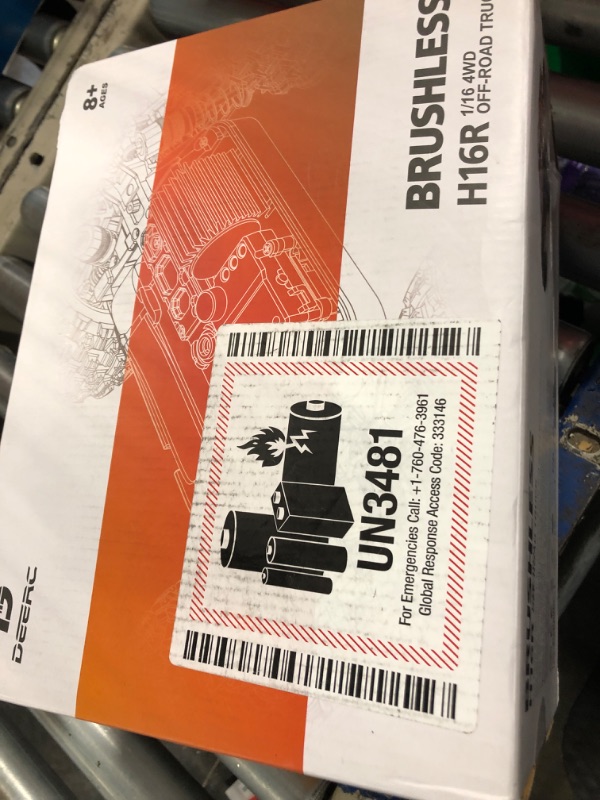 8+
AGES
BRUSHLESS
H16R 1/16 4WD
OFF-ROAD
DEERC
UN3481
For Emergencies Call: +1-760-476-3961
Global Response Access Code: 333146